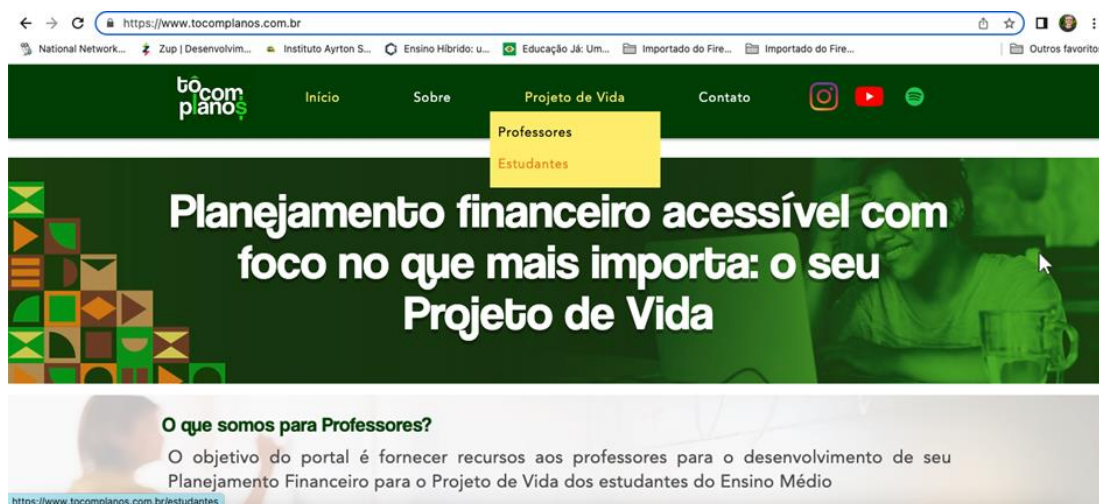 https://www.tocomplanos.com.br
National Network... Zup | Desenvolvim... Instituto Ayrton S... Ensino Híbrido: u... Educação Já: Um... Importado do Fire... Importado do Fire... Outros favoritos
tôcom
planos
Início Sobre Projeto de Vida Contato
Professores
Estudantes
Planejamento financeiro acessível com
foco no que mais importa: o seu
Projeto de Vida
O que somos para Professores?
O objetivo do portal é fornecer recursos aos professores para o desenvolvimento de seu
Planejamento Financeiro para o Projeto de Vida dos estudantes do Ensino Médio
https://www.tocomplanos.com.br/estudantes